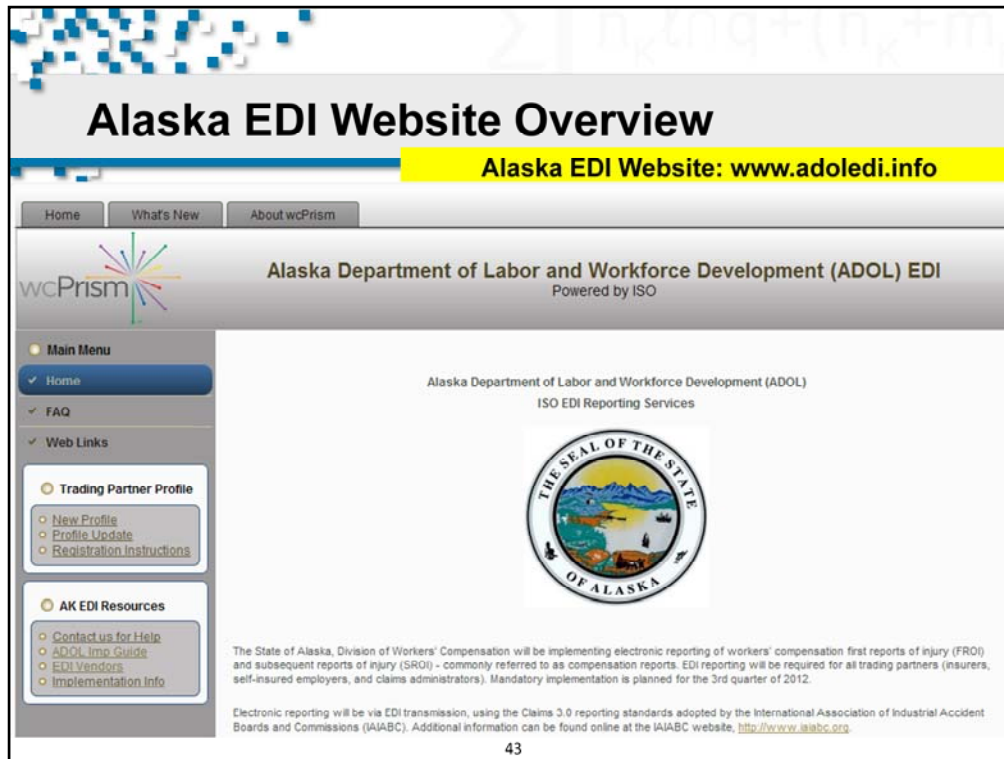 Alaska EDI Website Overview
Alaska EDI Website: www.adoledi.info
Home
What's New
About wcPrism
wcPrism
Alaska Department of Labor and Workforce Development (ADOL) EDI
Powered by ISO
Main Menu
Home
FAQ
Web Links
Trading Partner Profile
New Profile
Profile Update
Registration Instructions
AK EDI Resources
Contact us for Help
ADOL Imp Guide
EDI Vendors
Implementation Info
Alaska Department of Labor and Workforce Development (ADOL)
ISO EDI Reporting Services
THE SEAL OF THE STATE
OF ALASKA
The State of Alaska, Division of Workers' Compensation will be implementing electronic reporting of workers' compensation first reports of injury (FROI)
and subsequent reports of injury (SROI) - commonly referred to as compensation reports. EDI reporting will be required for all trading partners (insurers,
self-insured employers, and claims administrators). Mandatory implementation is planned for the 3rd quarter of 2012.
Electronic reporting will be via EDI transmission, using the Claims 3.0 reporting standards adopted by the International Association of Industrial Accident
Boards and Commissions (IAIABC). Additional information can be found online at the IAIABC website, http://www.iaiabc.org.
43